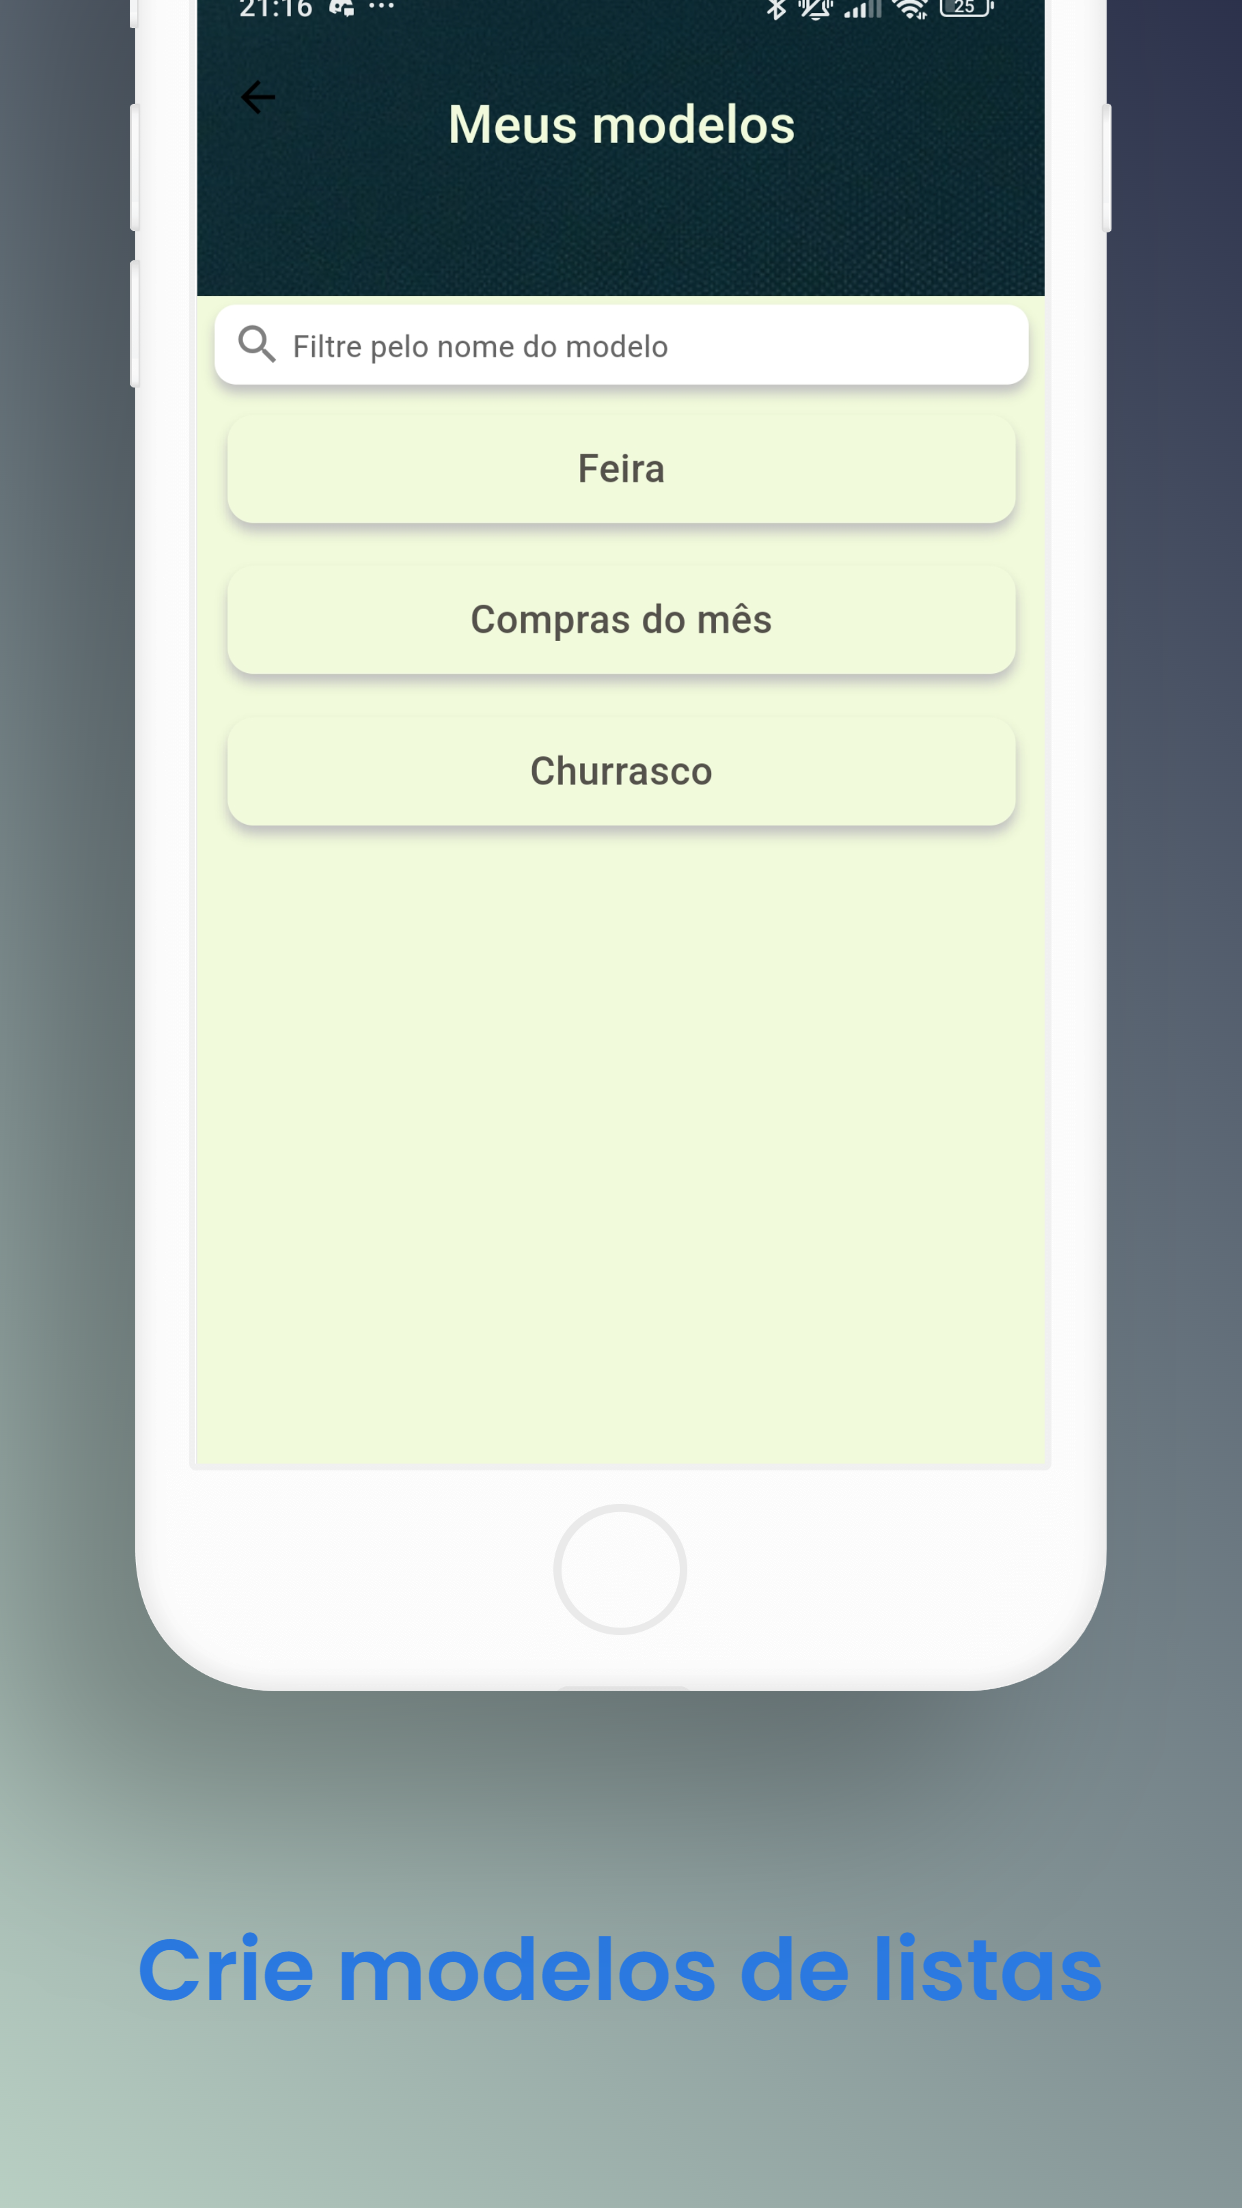 21:16
25
Meus modelos
Filtre pelo nome do modelo
Feira
Compras do mês
Churrasco
Crie modelos de listas